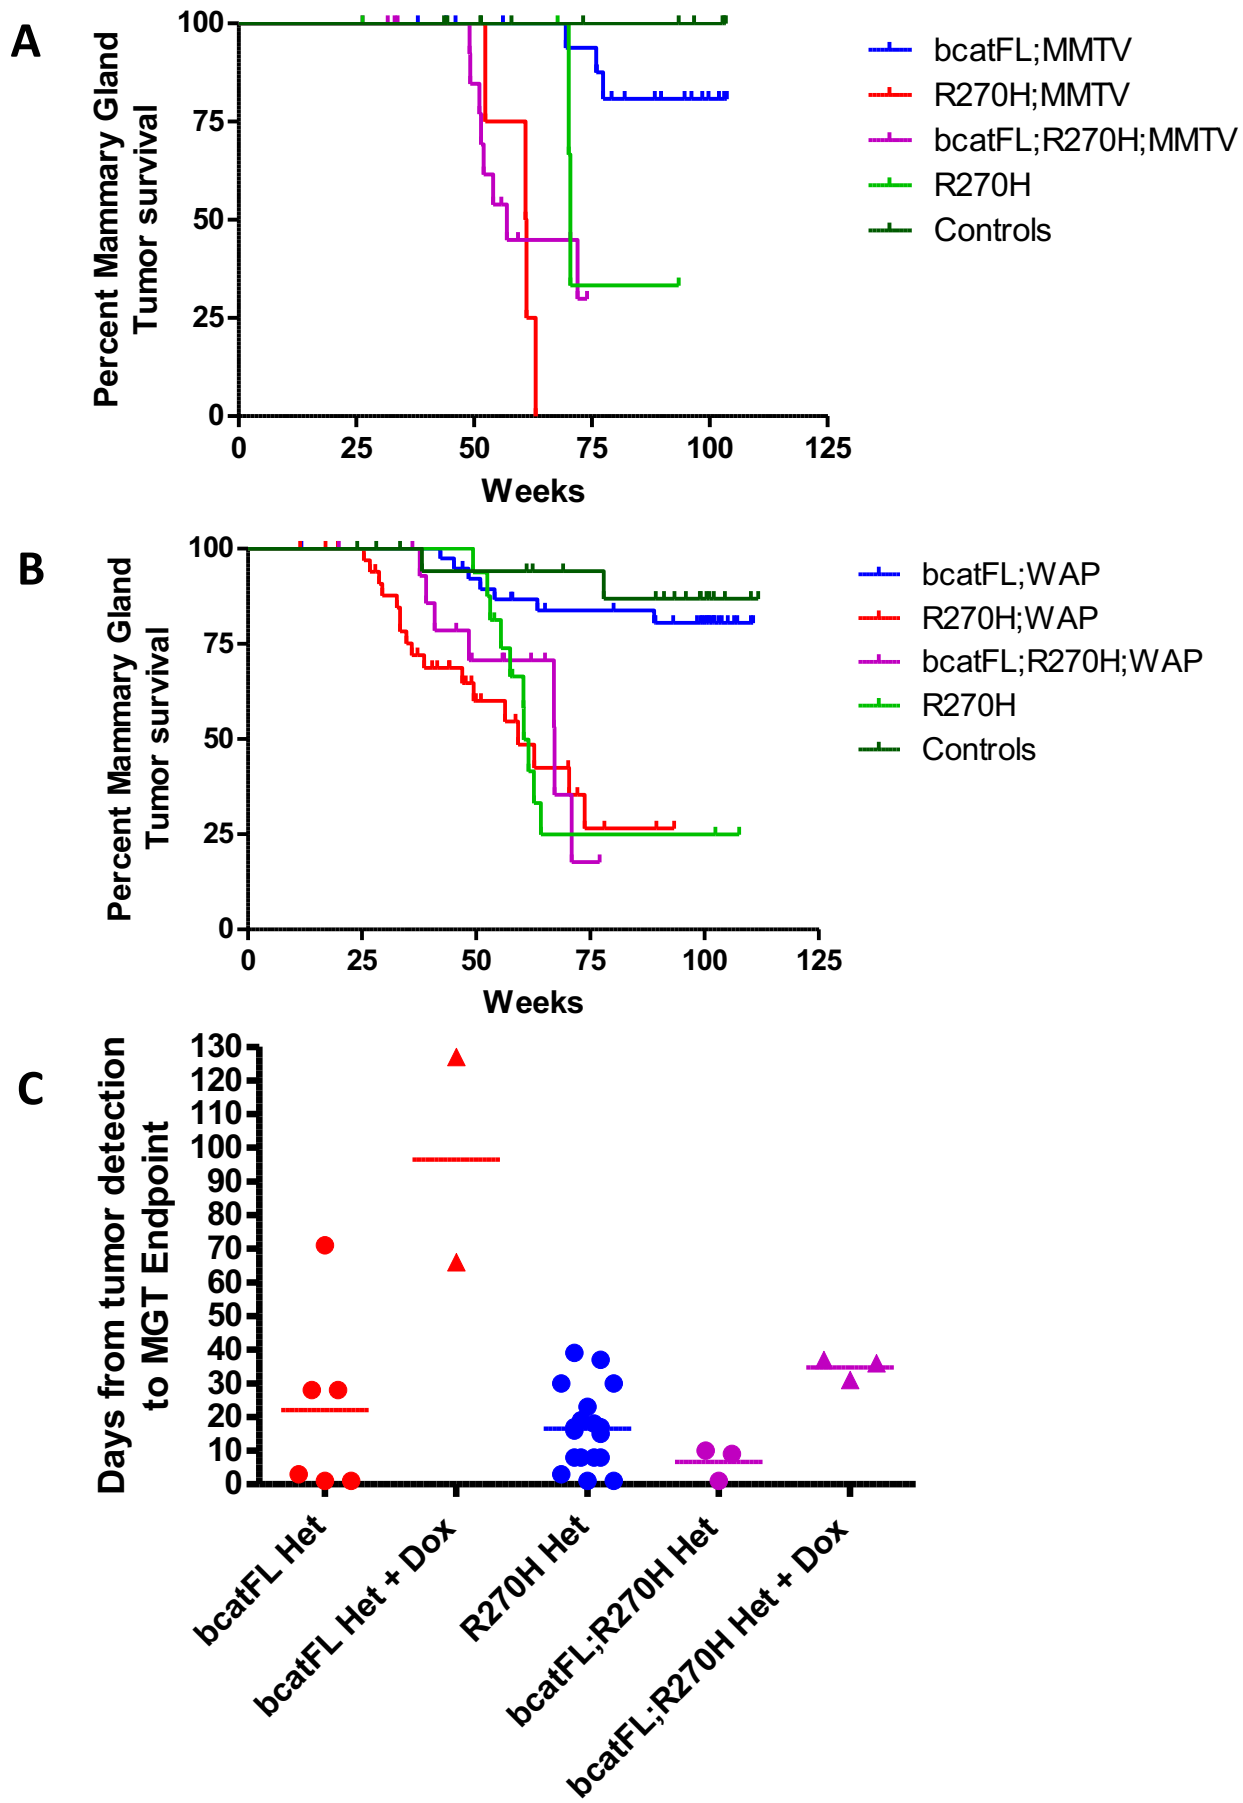 A
Percent Mammary Gland
Tumor survival
100
75
50
25
0
0 25 50 75 100 125
Weeks
bcatFL;MMTV
R270H;MMTV
bcatFL;R270H;MMTV
R270H
Controls
B
Percent Mammary Gland
Tumor survival
100
75
50
25
0
0 25 50 75 100 125
Weeks
bcatFL;WAP
R270H;WAP
bcatFL;R270H;WAP
R270H
Controls
C
Days from tumor detection
to MGT Endpoint
130
120
110
100
90
80
70
60
50
40
30
20
10
0
bcatFL Het
bcatFL Het + Dox
R270H Het
bcatFL;R270H Het
bcatFL;R270H Het + Dox